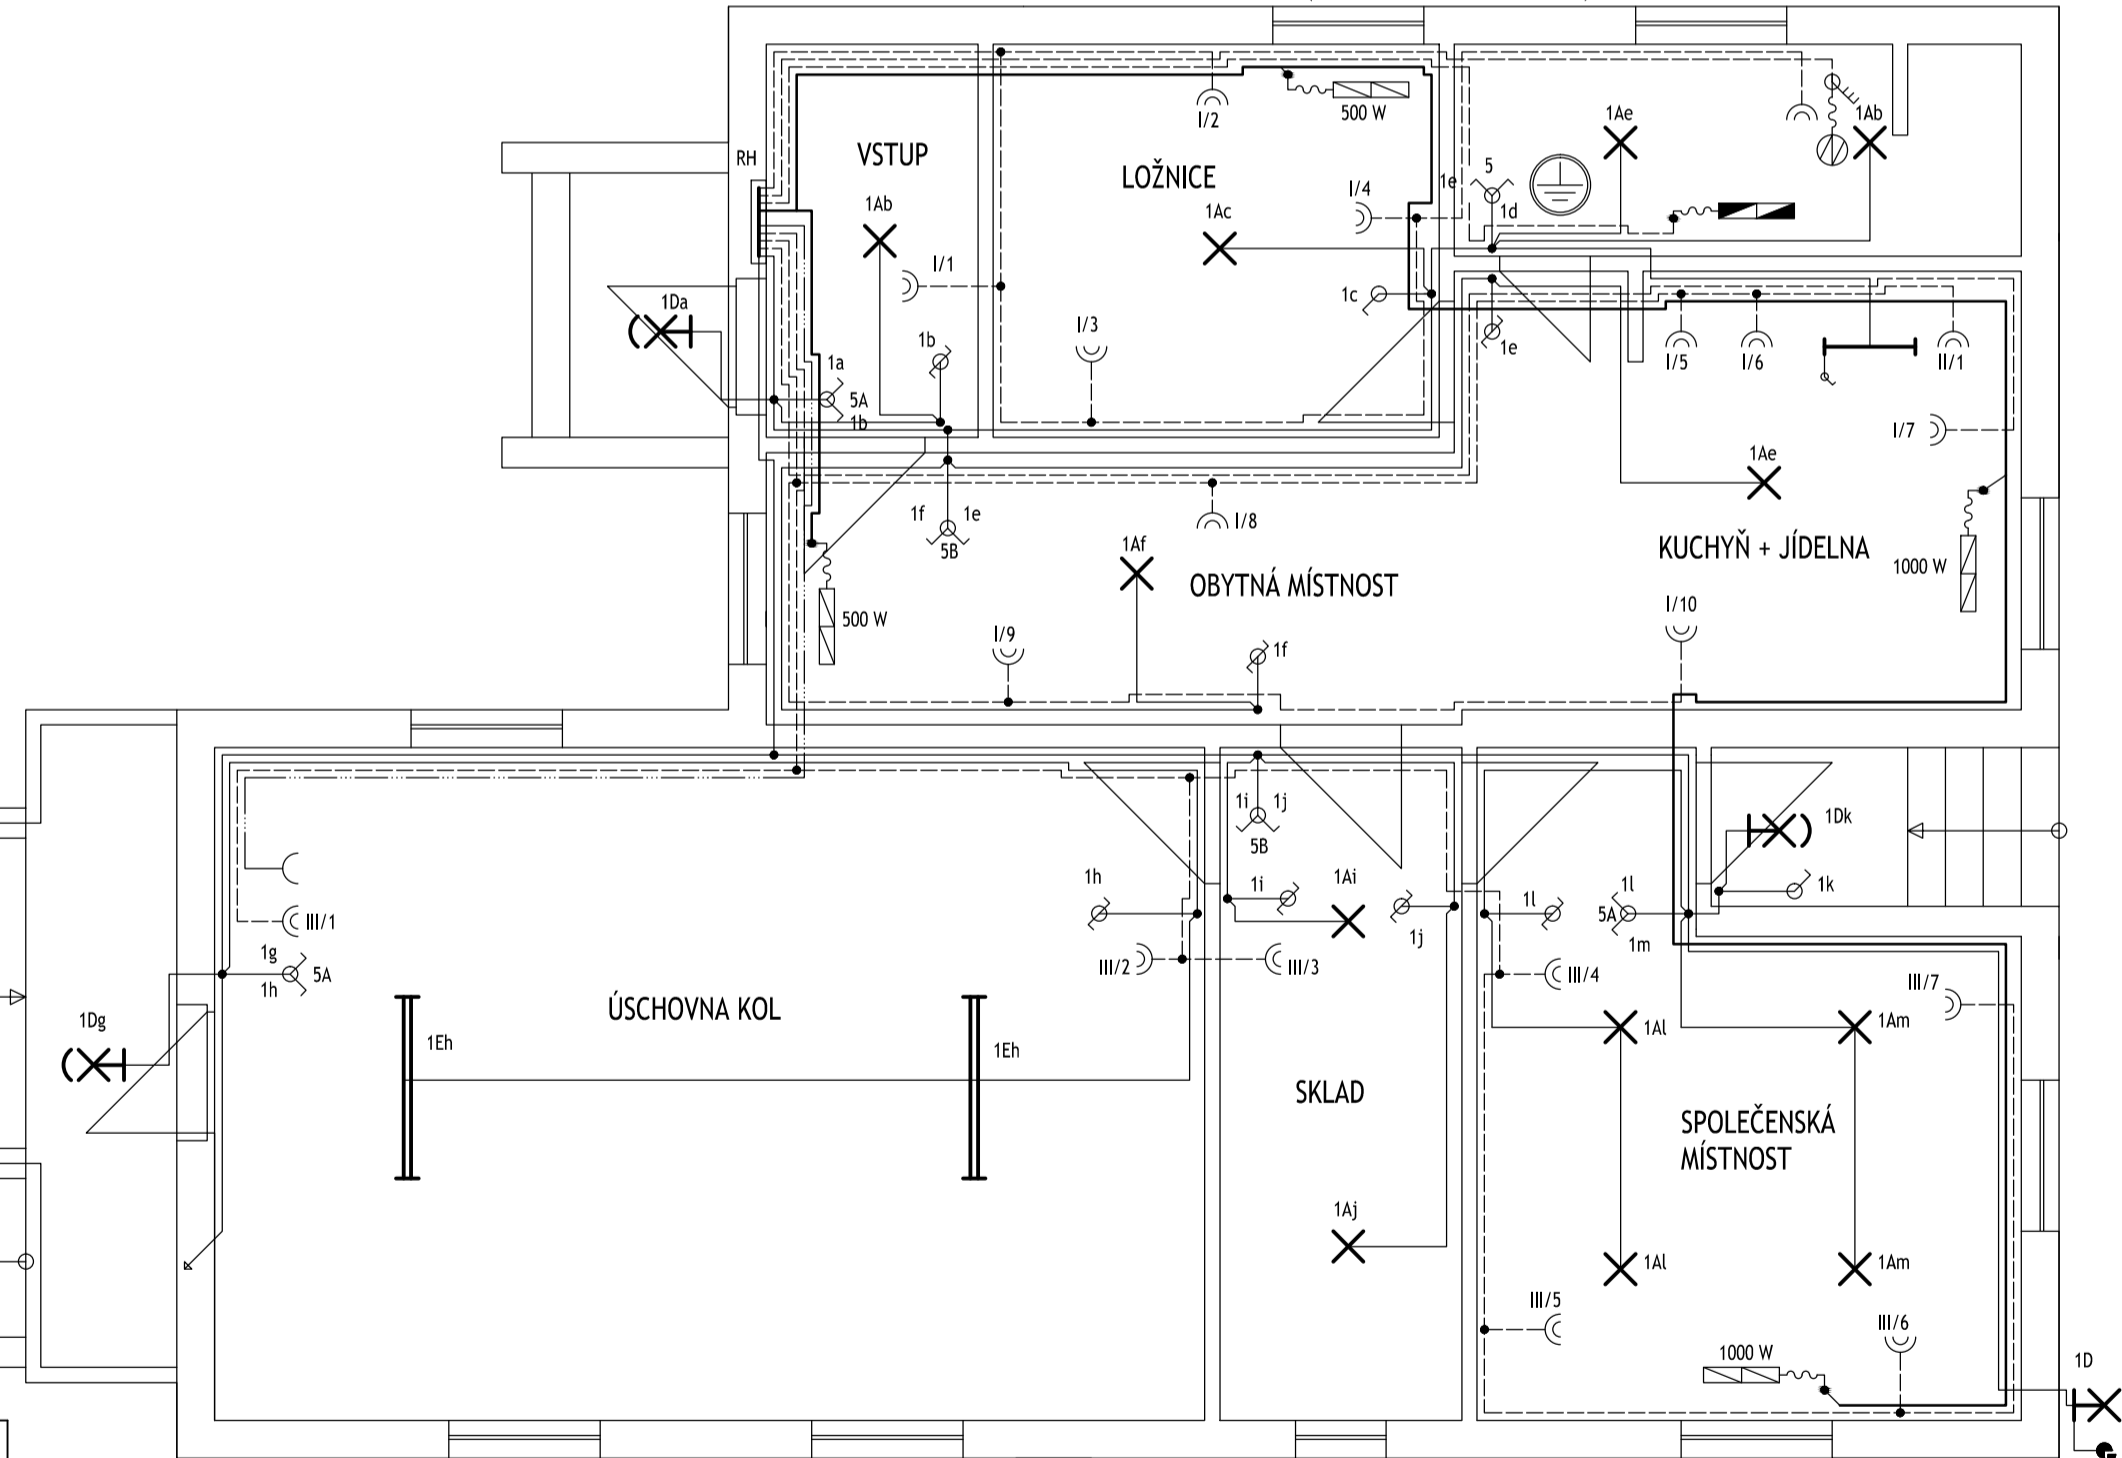 RH
VSTUP
LOŽNICE
I/2
500 W
1Ae
1Ab
1Ab
I/1
1Ac
I/4
1e
5
1d
1Da
1a
5A
1b
1b
I/3
1c
1e
I/5
I/6
II/1
I/7
1Ae
1f
1e
5B
I/8
1Af
OBYTNÁ MÍSTNOST
KUCHYŇ + JÍDELNA
1000 W
500 W
I/9
1f
I/10
1i
1j
5B
1Dk
1h
1i
1Ai
1j
1l
1l
5A
1m
1k
III/1
1g
5A
1h
III/2
III/3
III/4
III/7
1Dg
ÚSCHOVNA KOL
1Eh
1Eh
1Al
1Am
SKLAD
SPOLEČENSKÁ
MÍSTNOST
1Aj
1Al
1Am
III/5
III/6
1000 W
1D